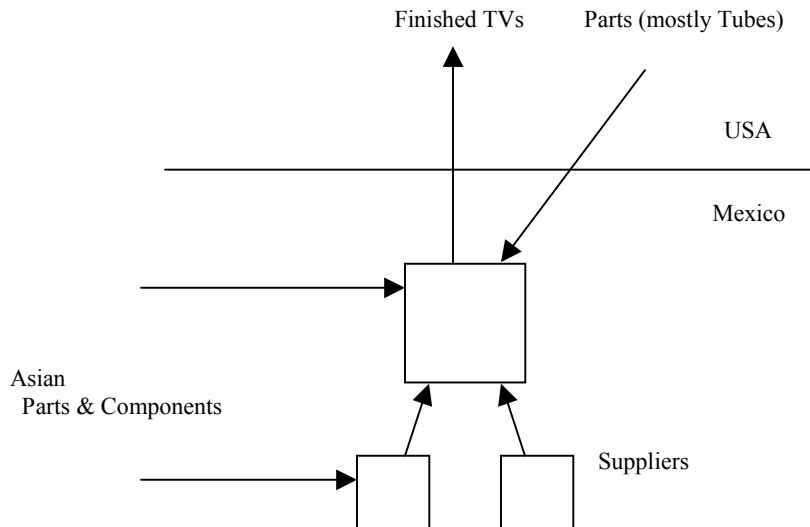 Finished TVs
Parts (mostly Tubes)
USA
Mexico
Asian
Parts & Components
Suppliers